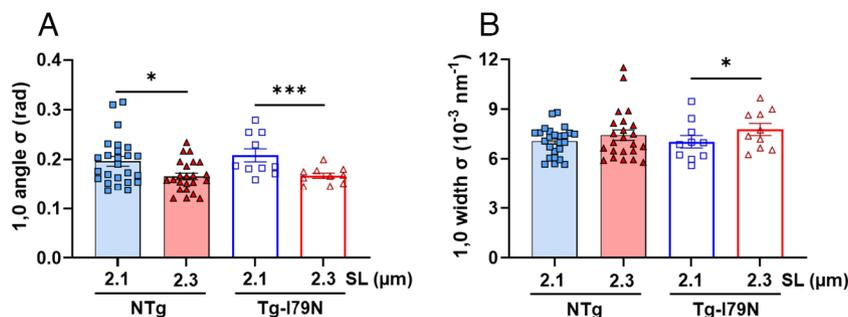 A
1,0 angle σ (rad)
0.4
0.3
0.2
0.1
0.0
*
***
2.1 2.3 2.1 2.3 SL (μm)
NTg Tg-I79N
B
1,0 width σ (10⁻³ nm⁻¹)
12
9
6
3
0
*
2.1 2.3 2.1 2.3 SL (μm)
NTg Tg-I79N